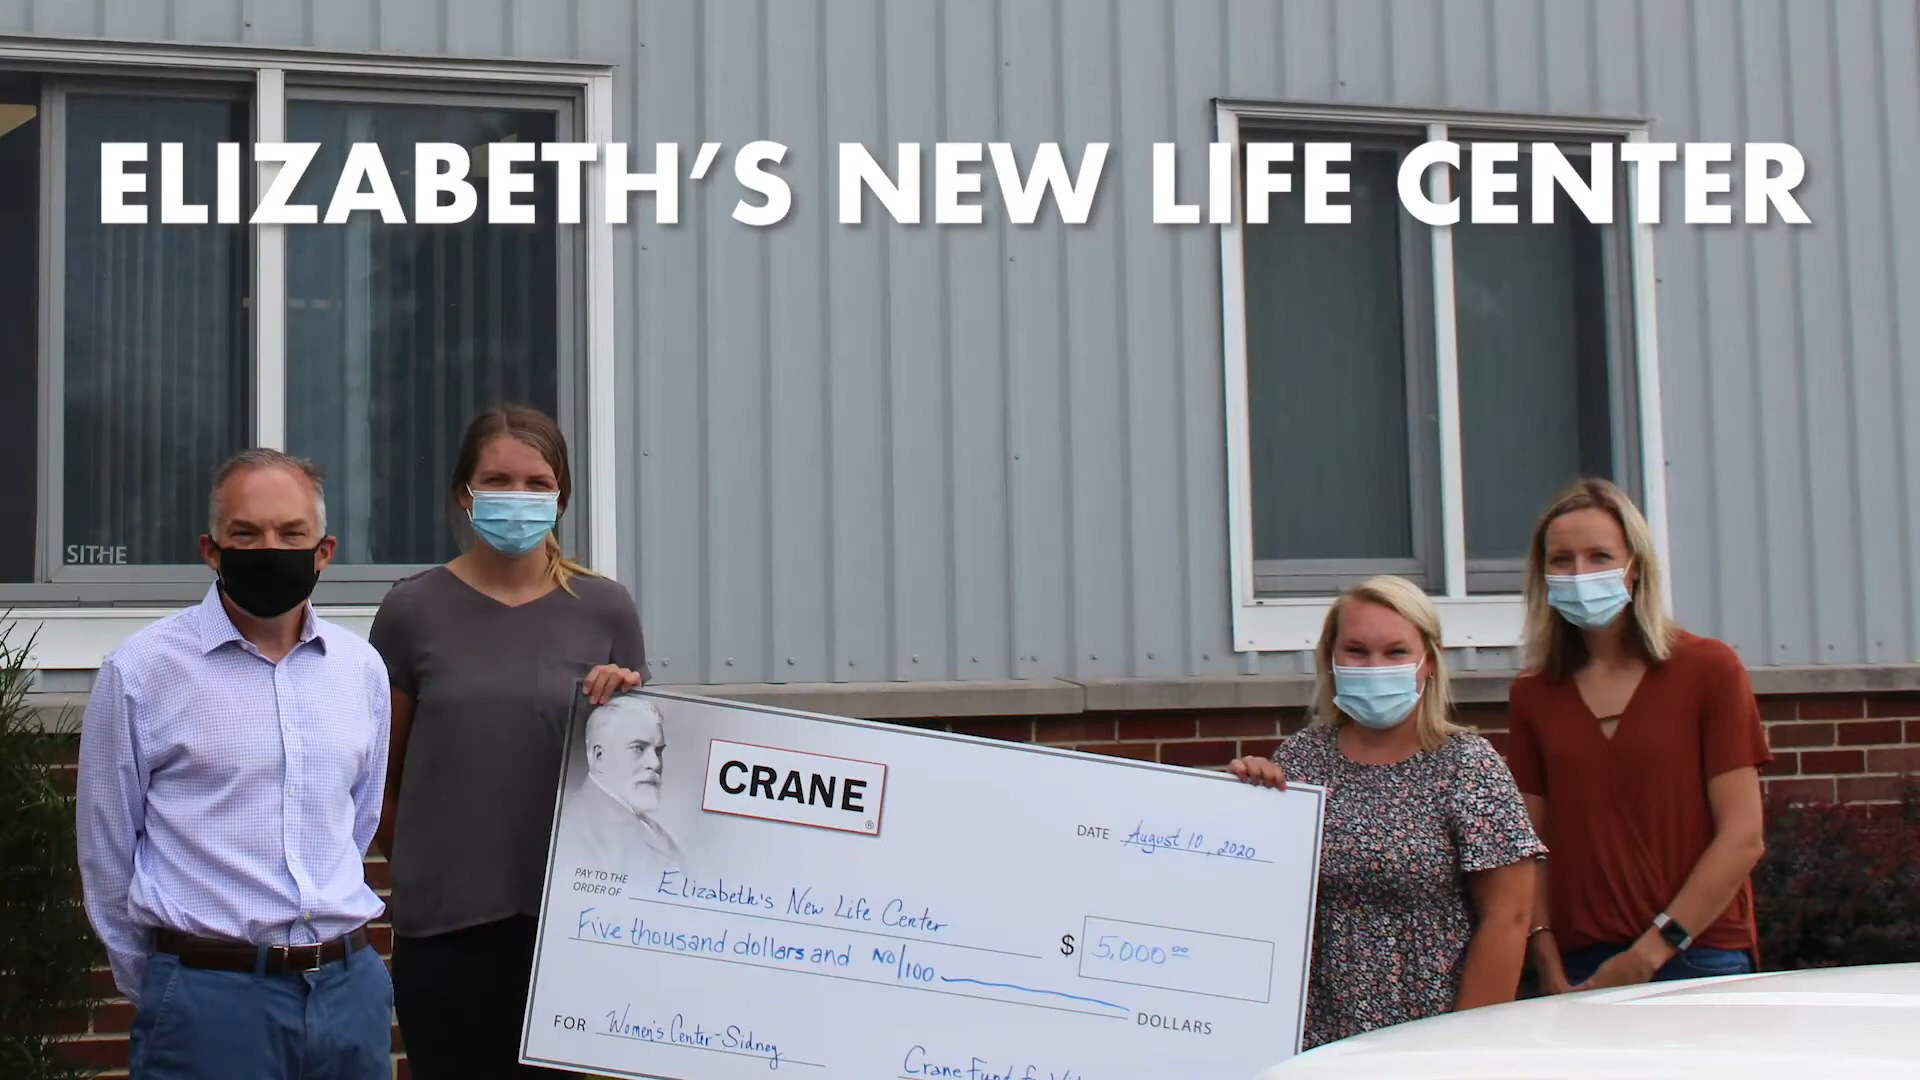 ELIZABETH'S NEW LIFE CENTER
SITHE
CRANE
®
DATE August 10, 2020
PAY TO THE
ORDER OF Elizabeth's New Life Center
$ 5,000.00
Five thousand dollars and no/100
DOLLARS
FOR Women's Center-Sidney
Crane Fund